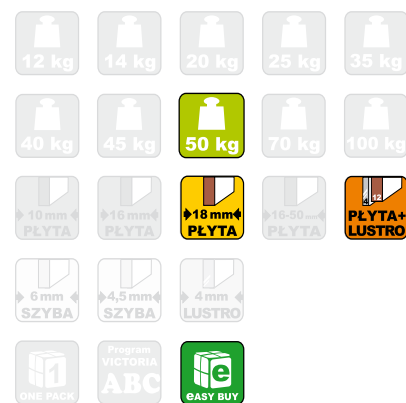 12 kg 14 kg 20 kg 25 kg 35 kg
40 kg 45 kg 50 kg 70 kg 100 kg
10 mm 16 mm 18 mm 16-50 mm 4 12
PŁYTA PŁYTA PŁYTA PŁYTA PŁYTA+
LUSTRO
6 mm 4,5 mm 4 mm
SZYBA SZYBA LUSTRO
1 Program e
VICTORIA
ONE PACK ABC eASY BUY